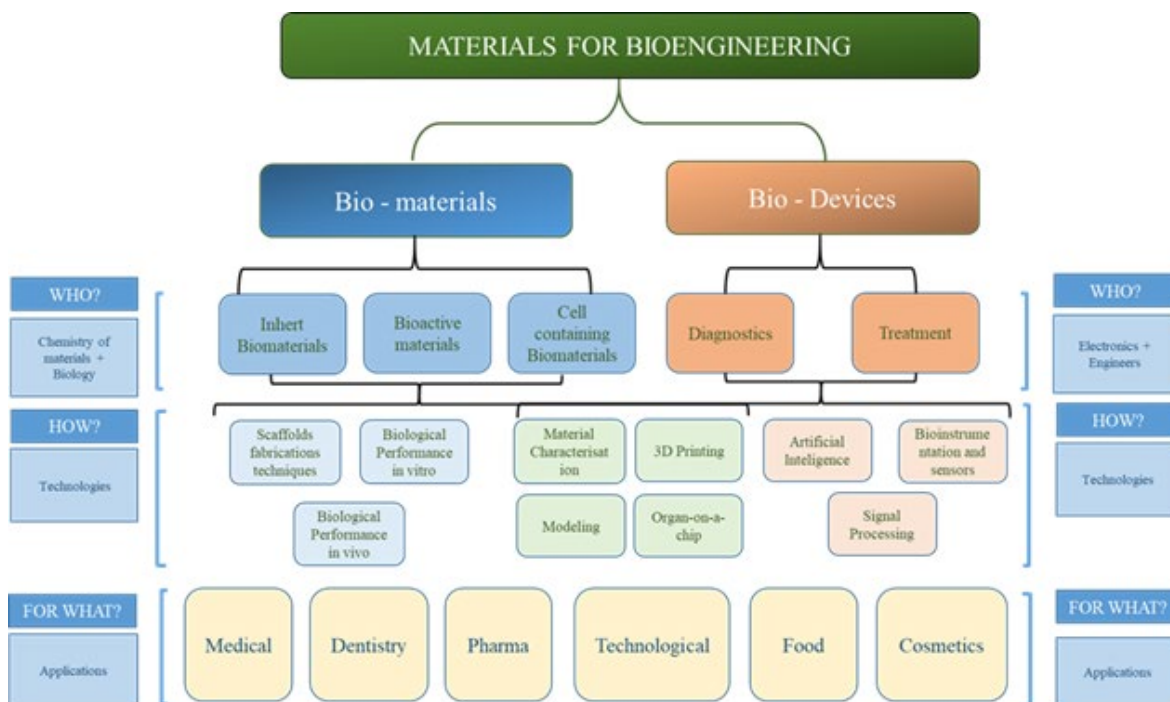 MATERIALS FOR BIOENGINEERING
Bio - materials
Bio - Devices
WHO?
Chemistry of
materials +
Biology
Inhert
Biomaterials
Bioactive
materials
Cell
containing
Biomaterials
Diagnostics
Treatment
WHO?
Electronics +
Engineers
HOW?
Technologies
Scaffolds
fabrications
techniques
Biological
Performance
in vitro
Biological
Performance
in vivo
Material
Characterisat
ion
3D Printing
Modeling
Organ-on-a-
chip
Artificial
Inteligence
Bioinstrume
ntation and
sensors
Signal
Processing
HOW?
Technologies
FOR WHAT?
Applications
Medical
Dentistry
Pharma
Technological
Food
Cosmetics
FOR WHAT?
Applications